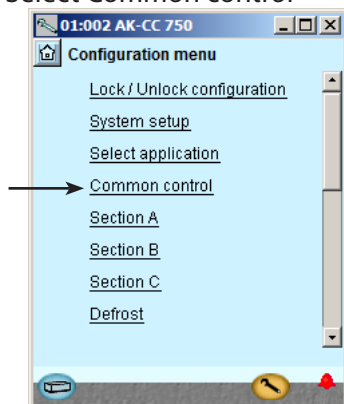 Select Common control
01:002 AK-CC 750
Configuration menu
Lock / Unlock configuration
System setup
Select application
Common control
Section A
Section B
Section C
Defrost